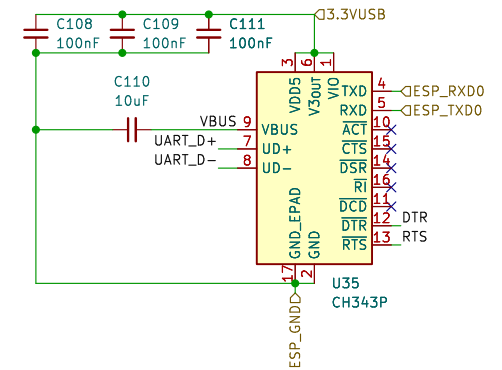 C108
100nF
C109
100nF
C111
100nF
3.3VUSB
C110
10uF
3
6
1
VDD5
V3OUT
VIO
TXD
4
ESP_RXD0
RXD
5
ESP_TXD0
ACT
10
CTS
15
DSR
14
RI
16
DCD
11
DTR
12
DTR
RTS
13
RTS
VBUS
9
VBUS
UART_D+
7
UD+
UART_D-
8
UD-
GND_EPAD
GND
17
2
U35
CH343P
ESP_GND